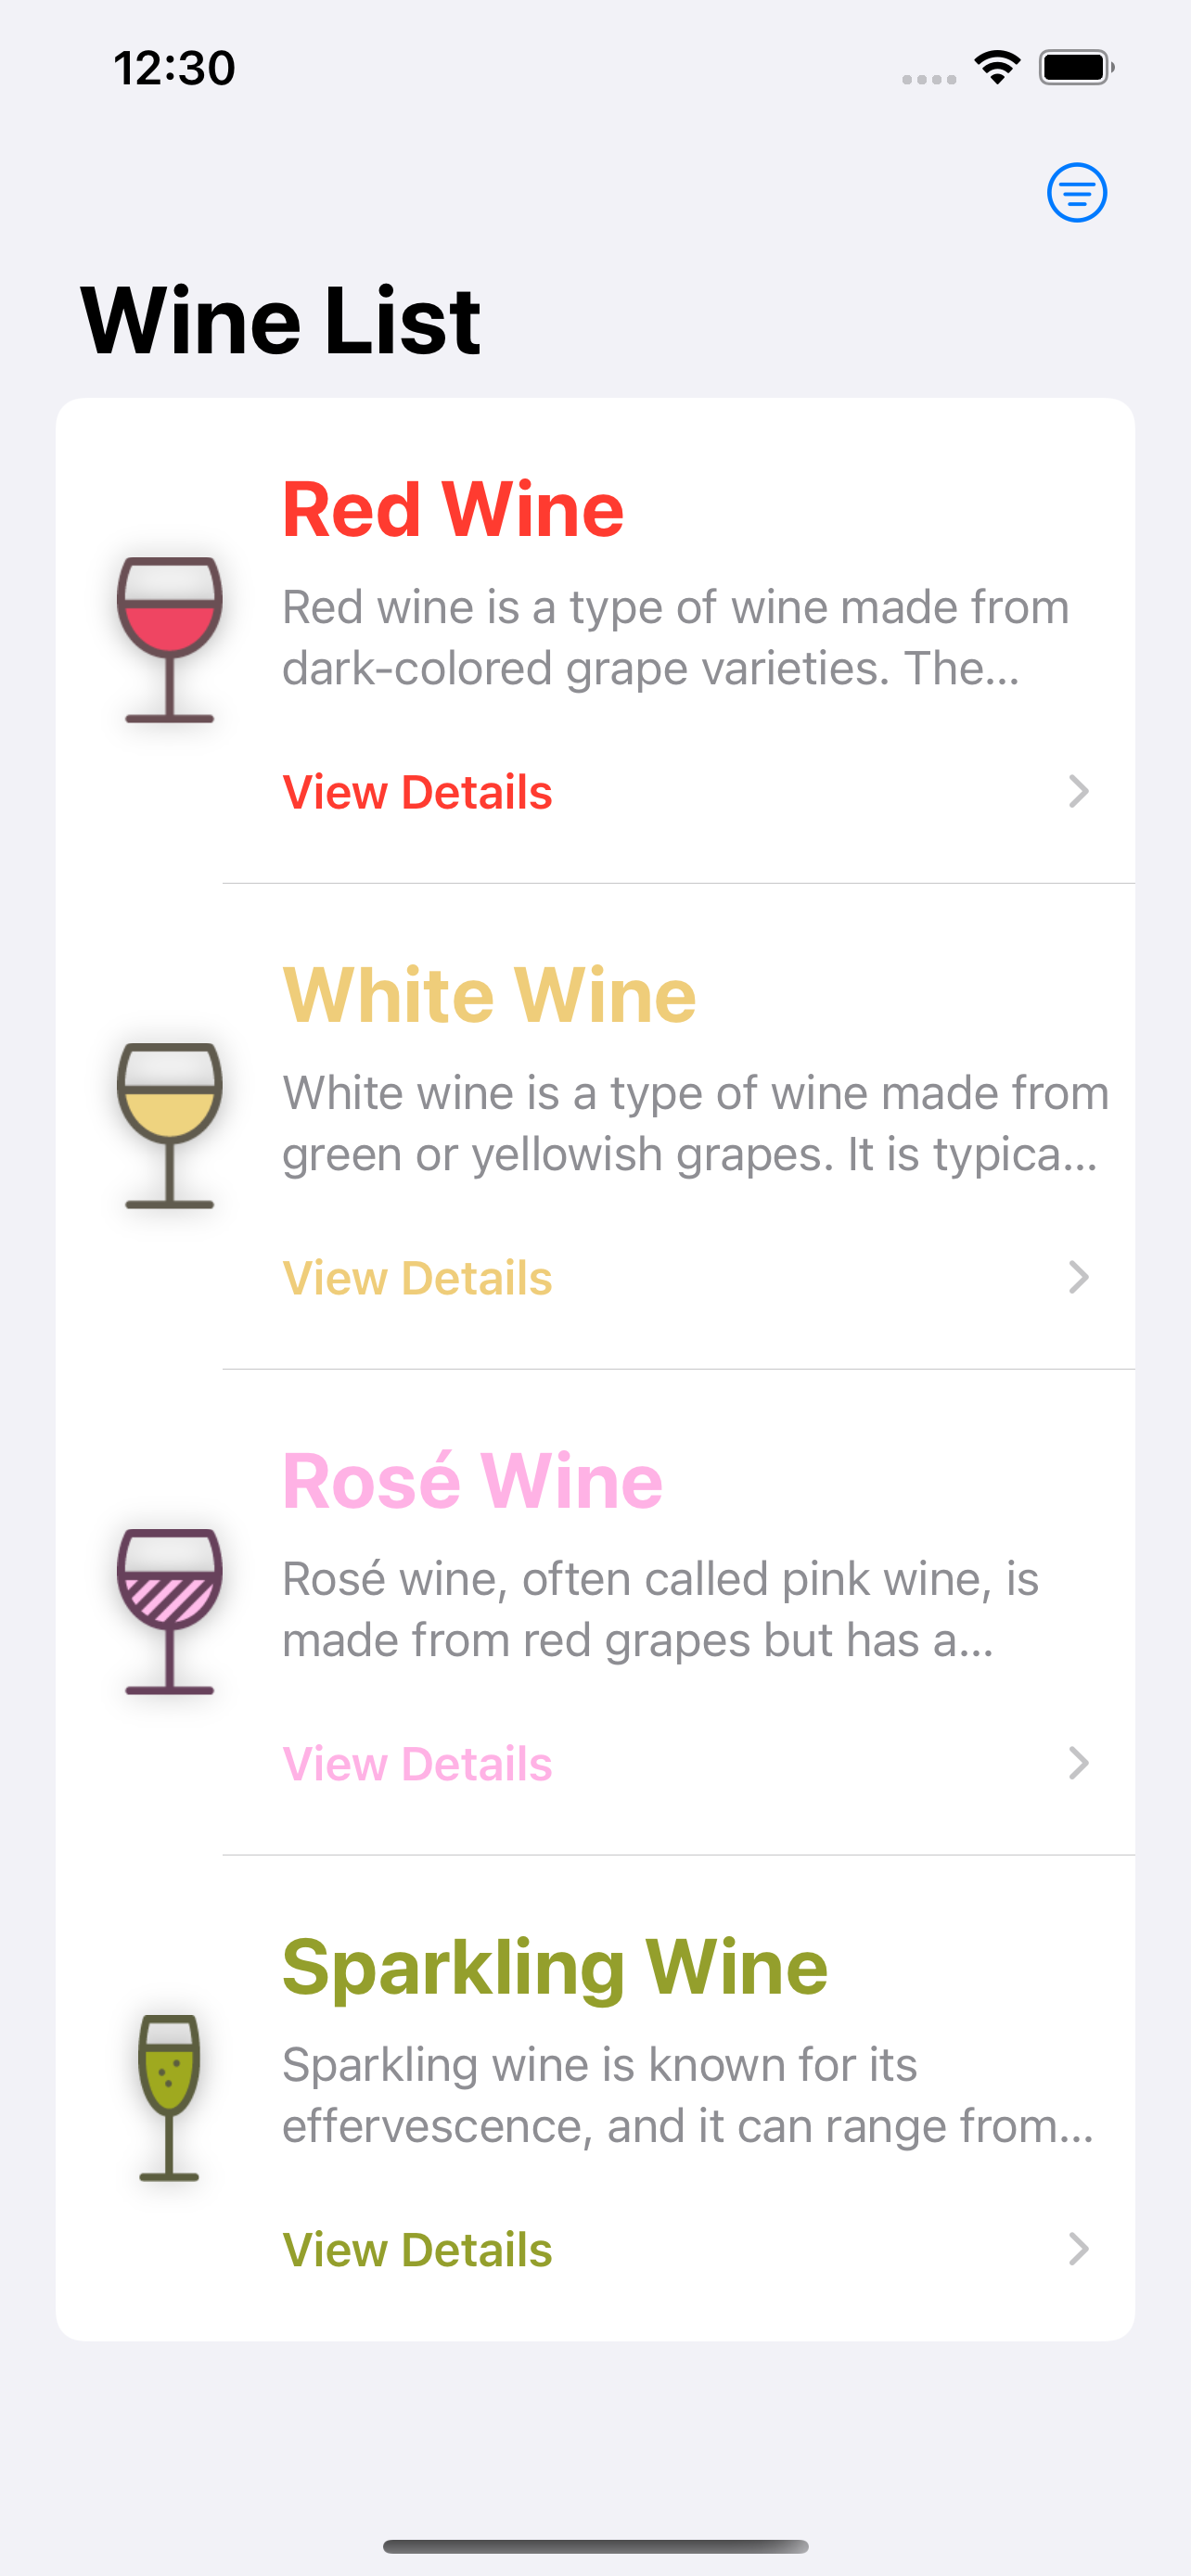 12:30
Wine List
Red Wine
Red wine is a type of wine made from
dark-colored grape varieties. The...
View Details
White Wine
White wine is a type of wine made from
green or yellowish grapes. It is typica...
View Details
Rosé Wine
Rosé wine, often called pink wine, is
made from red grapes but has a...
View Details
Sparkling Wine
Sparkling wine is known for its
effervescence, and it can range from...
View Details